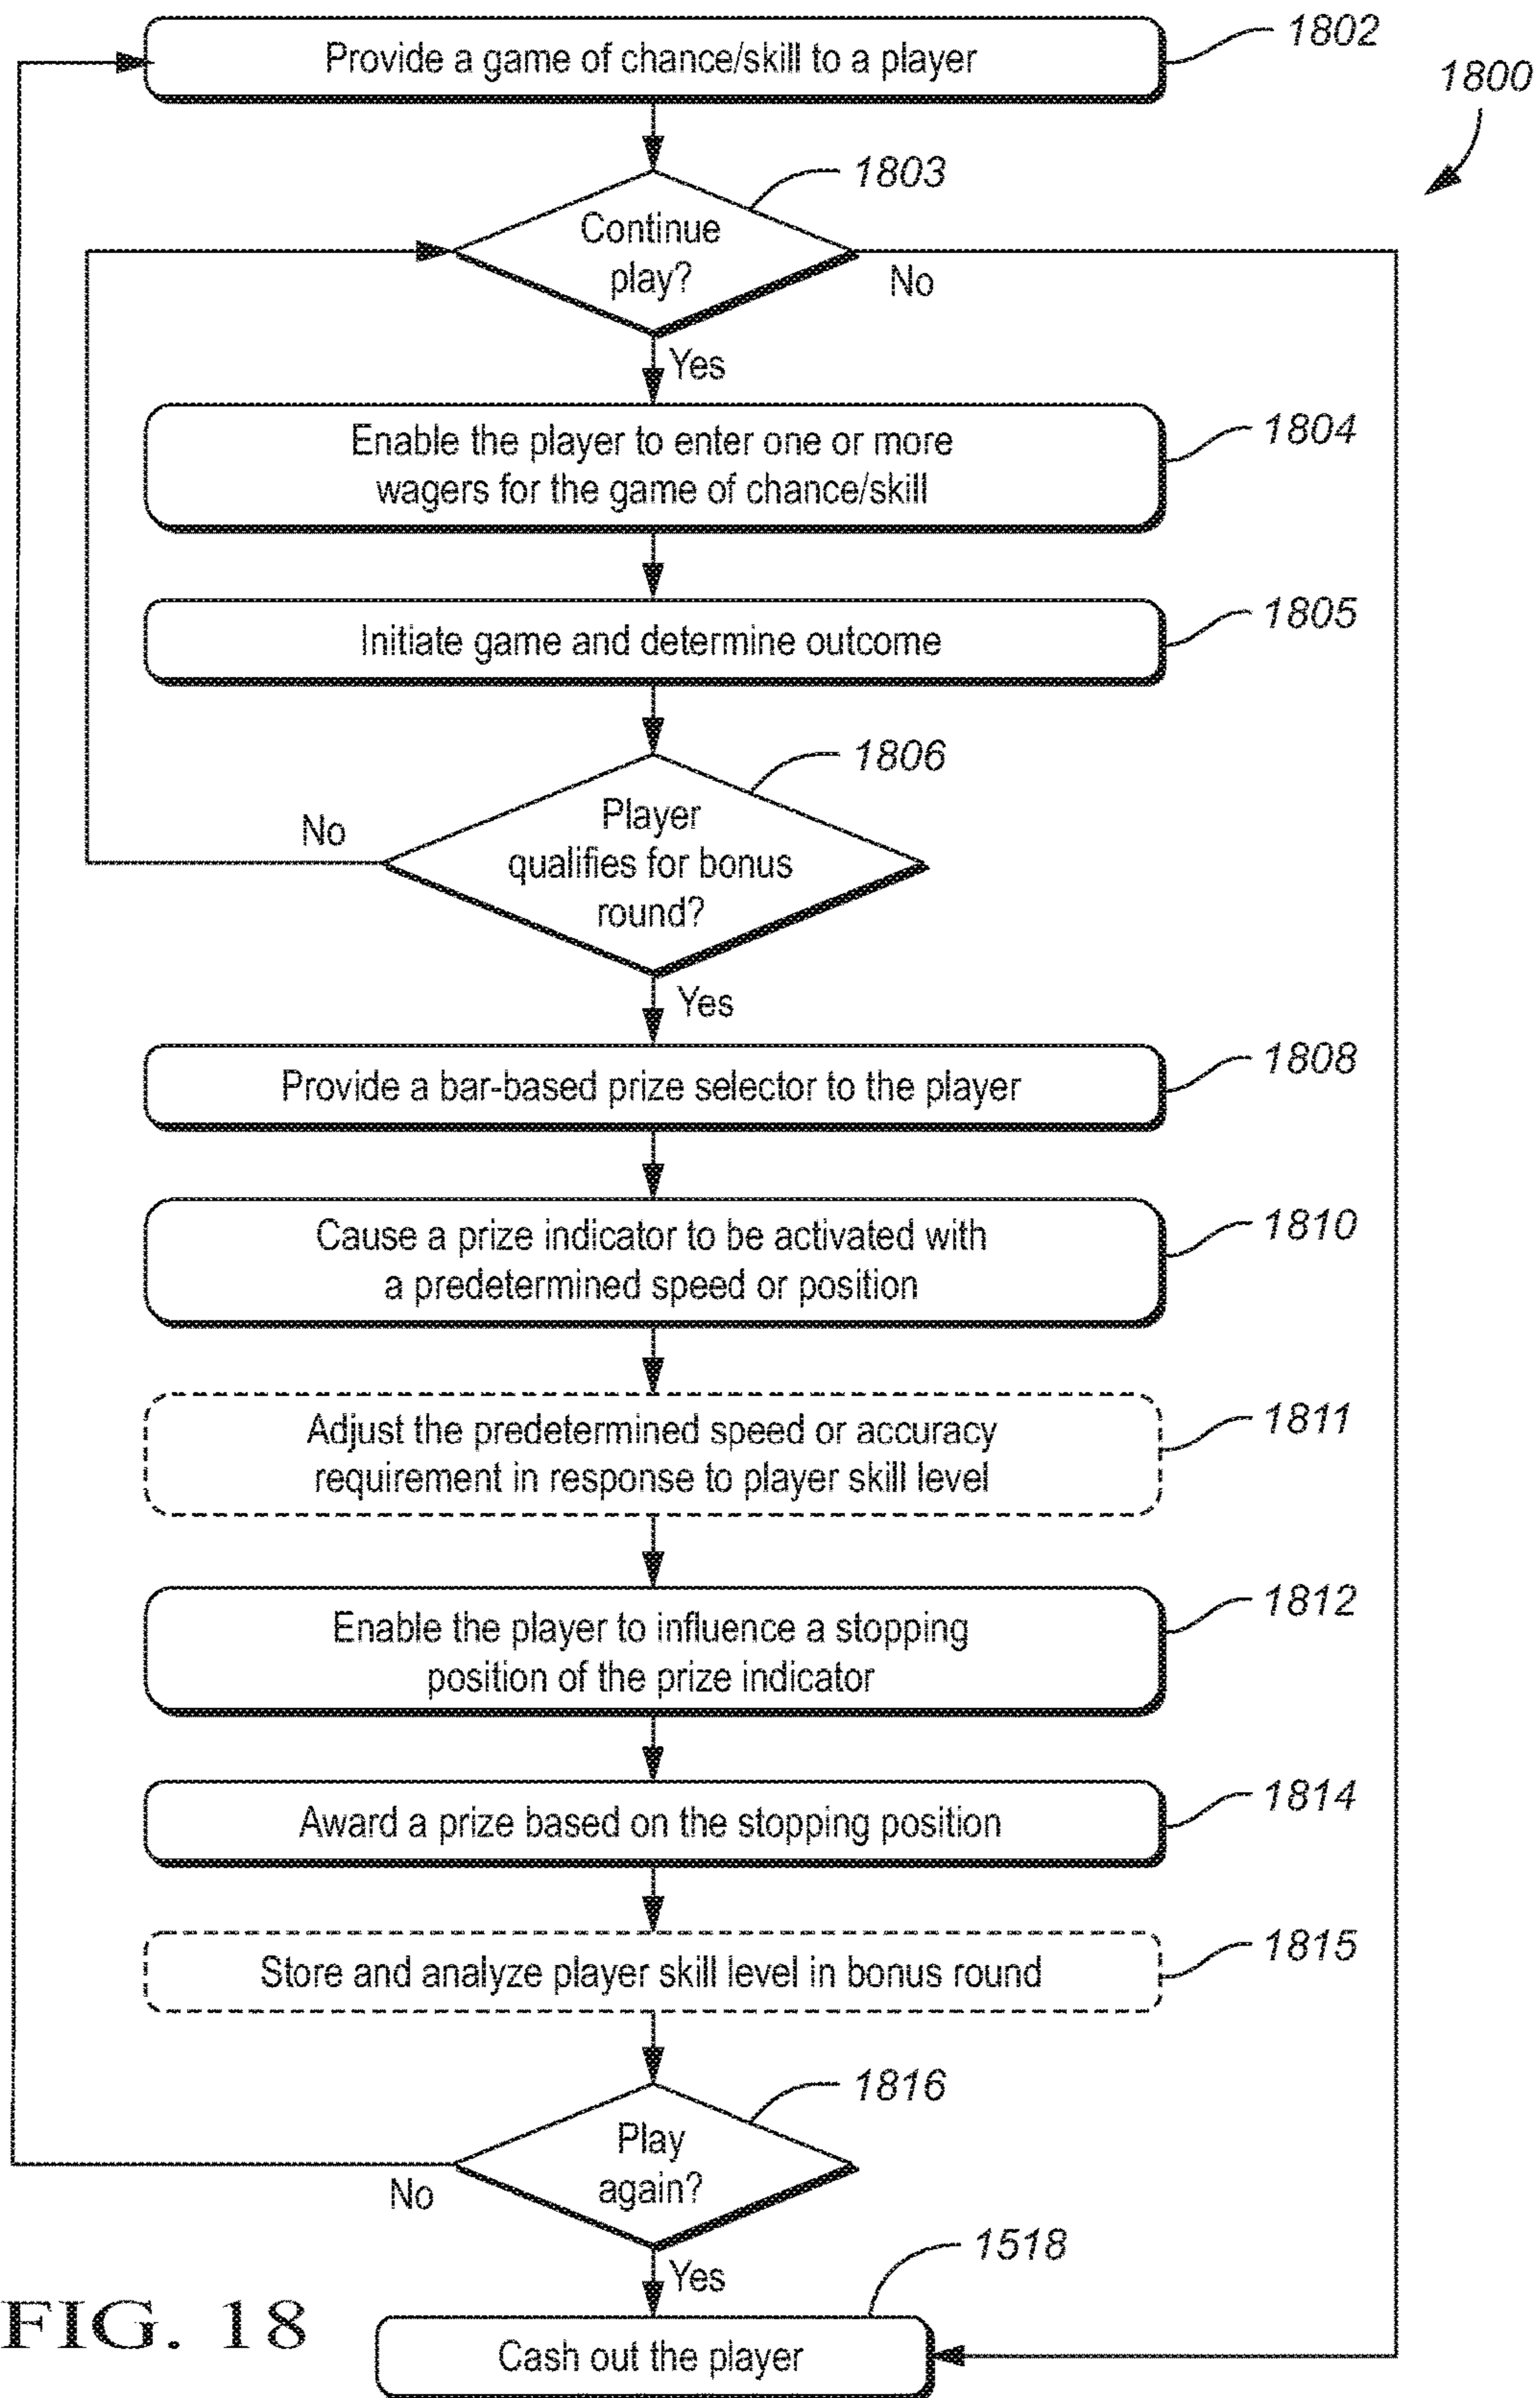 Provide a game of chance/skill to a player
1802
1800
1803
Continue
play?
No
Yes
Enable the player to enter one or more
wagers for the game of chance/skill
1804
Initiate game and determine outcome
1805
1806
Player
qualifies for bonus
round?
No
Yes
Provide a bar-based prize selector to the player
1808
Cause a prize indicator to be activated with
a predetermined speed or position
1810
Adjust the predetermined speed or accuracy
requirement in response to player skill level
1811
Enable the player to influence a stopping
position of the prize indicator
1812
Award a prize based on the stopping position
1814
Store and analyze player skill level in bonus round
1815
1816
Play
again?
No
Yes
1518
Cash out the player
FIG. 18